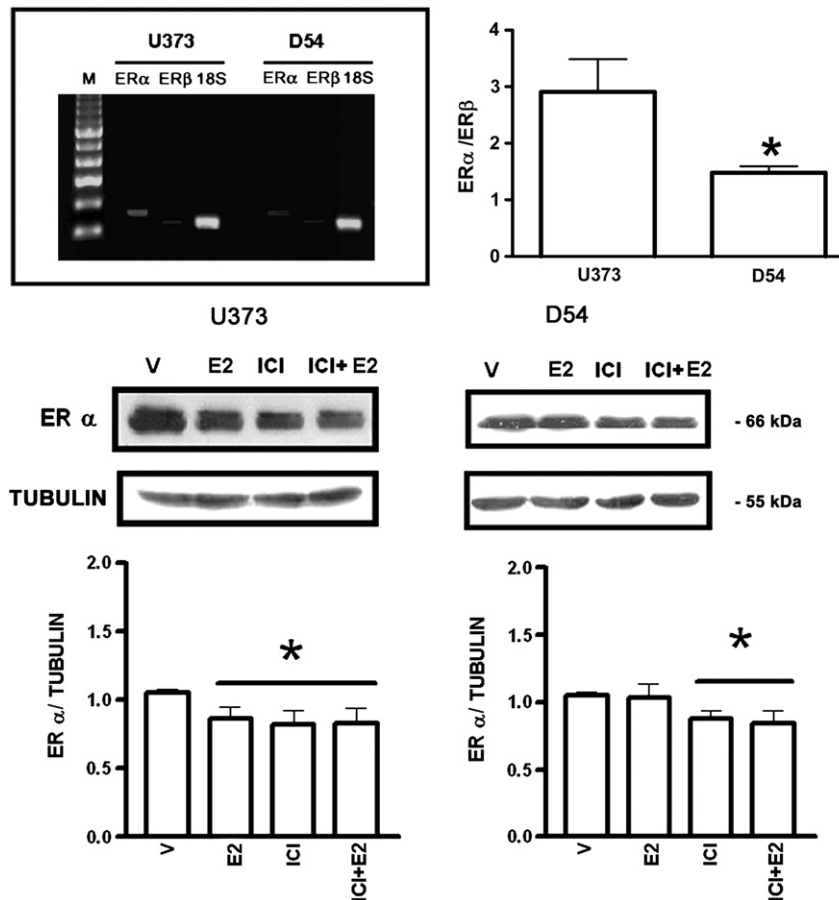 U373 D54
M ERα ERβ 18S ERα ERβ 18S
ERα /ERβ
4
3
2
1
0
*
U373 D54
U373 D54
V E2 ICI ICI+ E2 V E2 ICI ICI+E2
ER α - 66 kDa
TUBULIN - 55 kDa
ER α/ TUBULIN
2.0
1.5
1.0
0.5
0.0
*
V E2 ICI ICI+E2
ER α/ TUBULIN
2.0
1.5
1.0
0.5
0.0
*
V E2 ICI ICI+E2